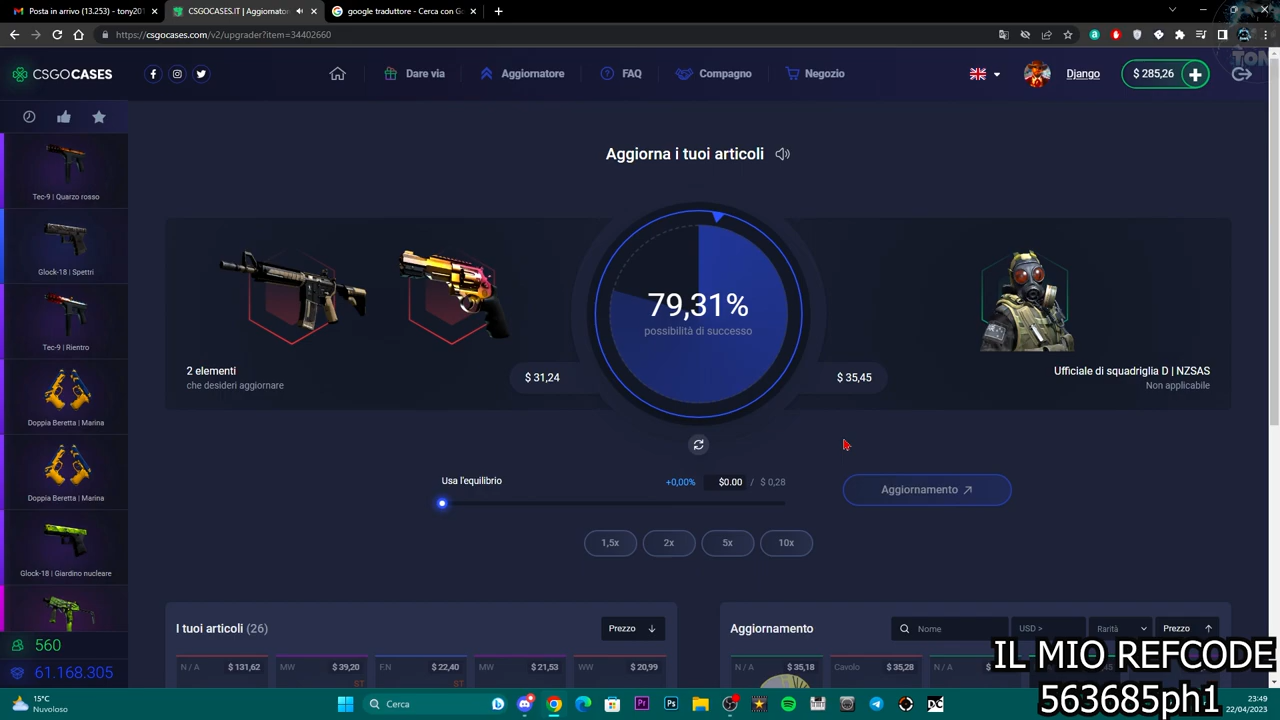 Posta in arrivo (13.253) - tony201
CSGOCASES.IT | Aggiornator
google traduttore - Cerca con G
https://csgocases.com/v2/upgrader?item=34402660
CSGOCASES
Dare via
Aggiornatore
FAQ
Compagno
Negozio
Django
$ 285,26
Tec-9 | Quarzo rosso
Glock-18 | Spettri
Tec-9 | Rientro
Doppia Beretta | Marina
Doppia Beretta | Marina
Glock-18 | Giardino nucleare
560
61.168.305
Aggiorna i tuoi articoli
79,31%
possibilità di successo
2 elementi
che desideri aggiornare
$ 31,24
$ 35,45
Ufficiale di squadriglia D | NZSAS
Non applicabile
Usa l'equilibrio
+0,00%
$0.00 / $ 0,28
Aggiornamento
1,5x
2x
5x
10x
I tuoi articoli (26)
Prezzo
Aggiornamento
Nome
USD >
Rarità
Prezzo
N / A $ 131,62
MW $ 39,20
F.N $ 22,40
MW $ 21,53
WW $ 20,99
ST
ST
N / A $ 35,18
Cavolo $ 35,28
N / A
IL MIO REFCODE
563685ph1
15°C
Nuvoloso
Cerca
23:49
22/04/2023